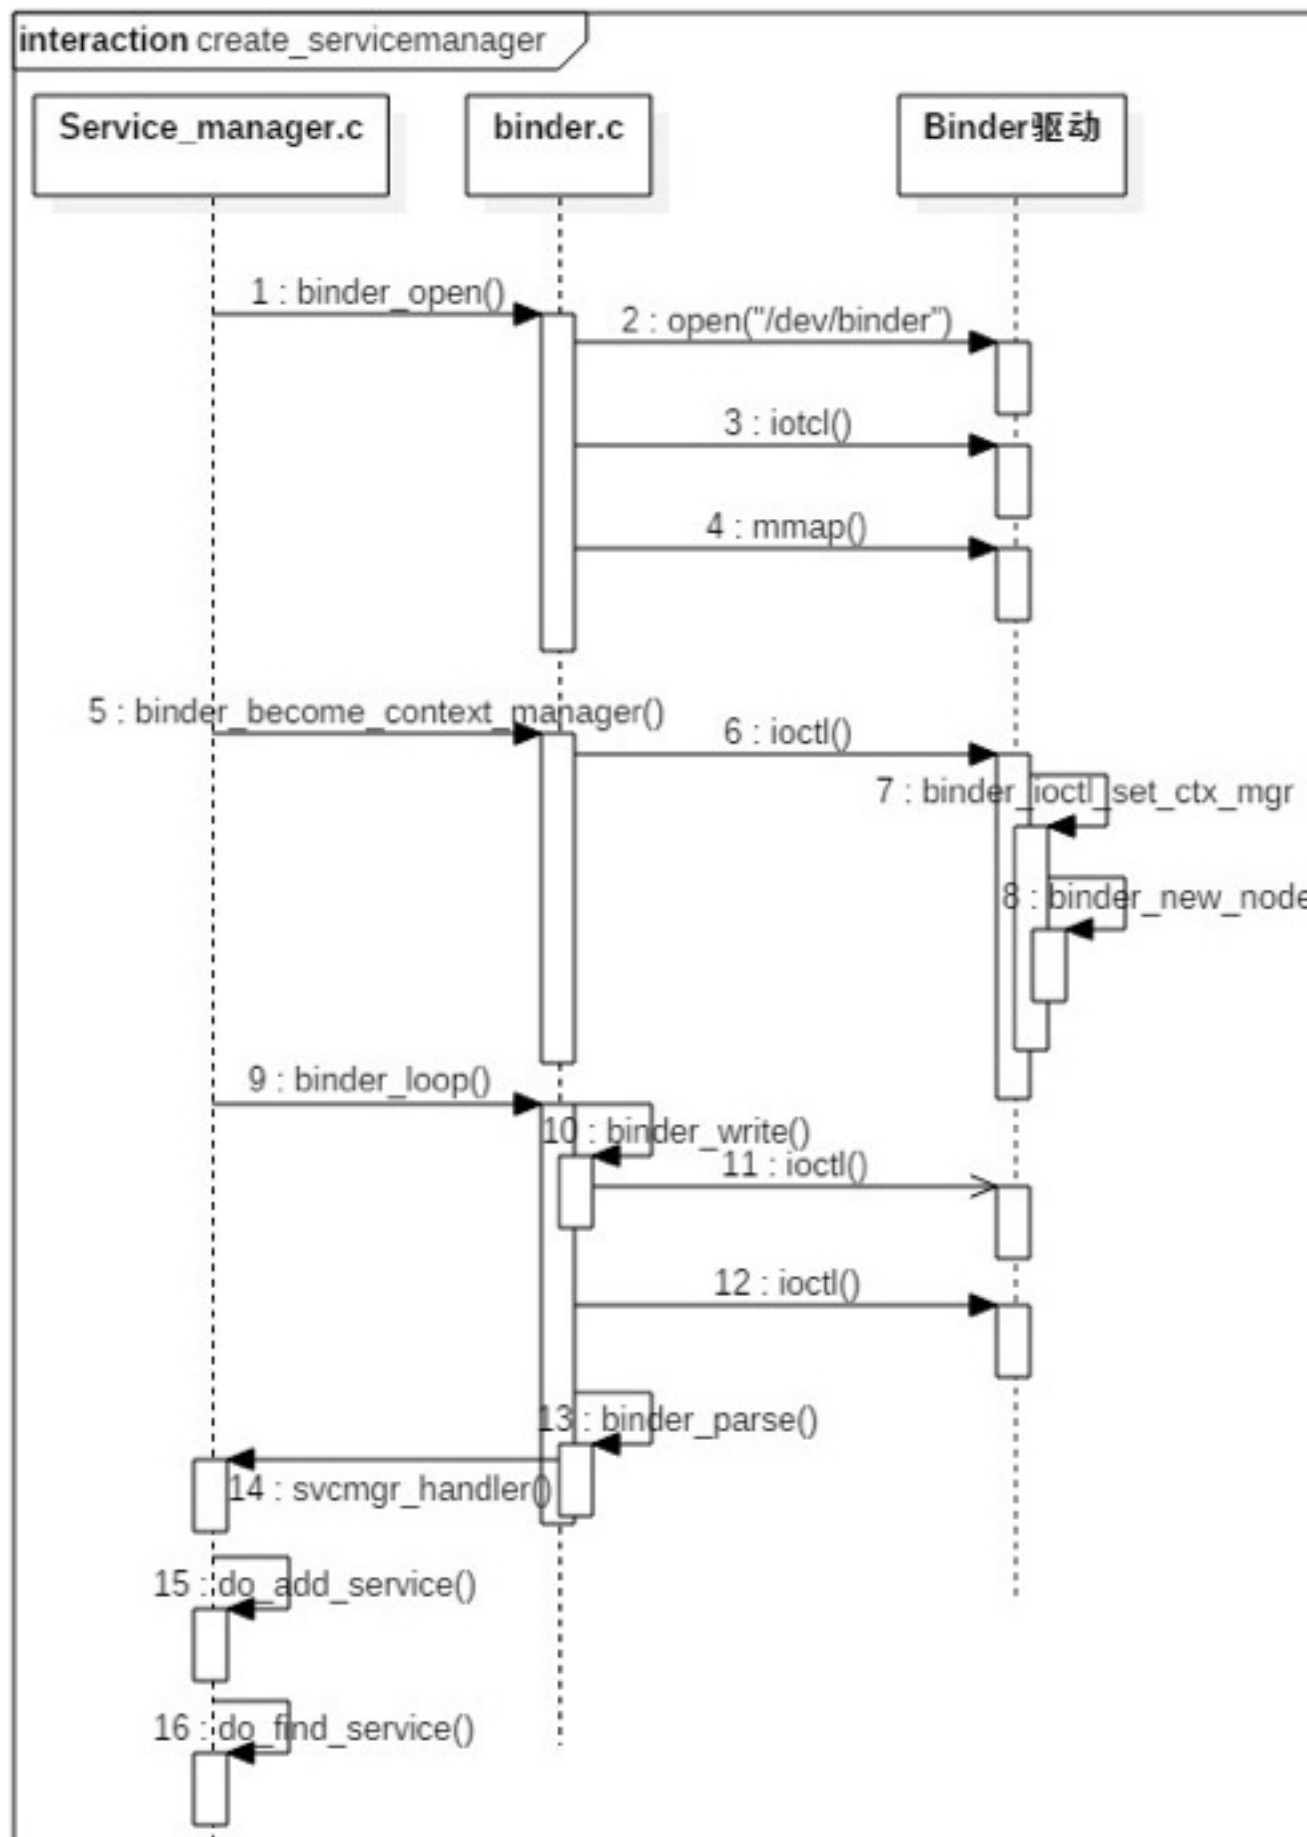 interaction create_servicemanager
Service_manager.c
binder.c
Binder驱动
1 : binder_open()
2 : open("/dev/binder")
3 : iotcl()
4 : mmap()
5 : binder_become_context_manager()
6 : ioctl()
7 : binder_ioctl_set_ctx_mgr
8 : binder_new_node
9 : binder_loop()
10 : binder_write()
11 : ioctl()
12 : ioctl()
13 : binder_parse()
14 : svcmgr_handler()
15 : do_add_service()
16 : do_find_service()